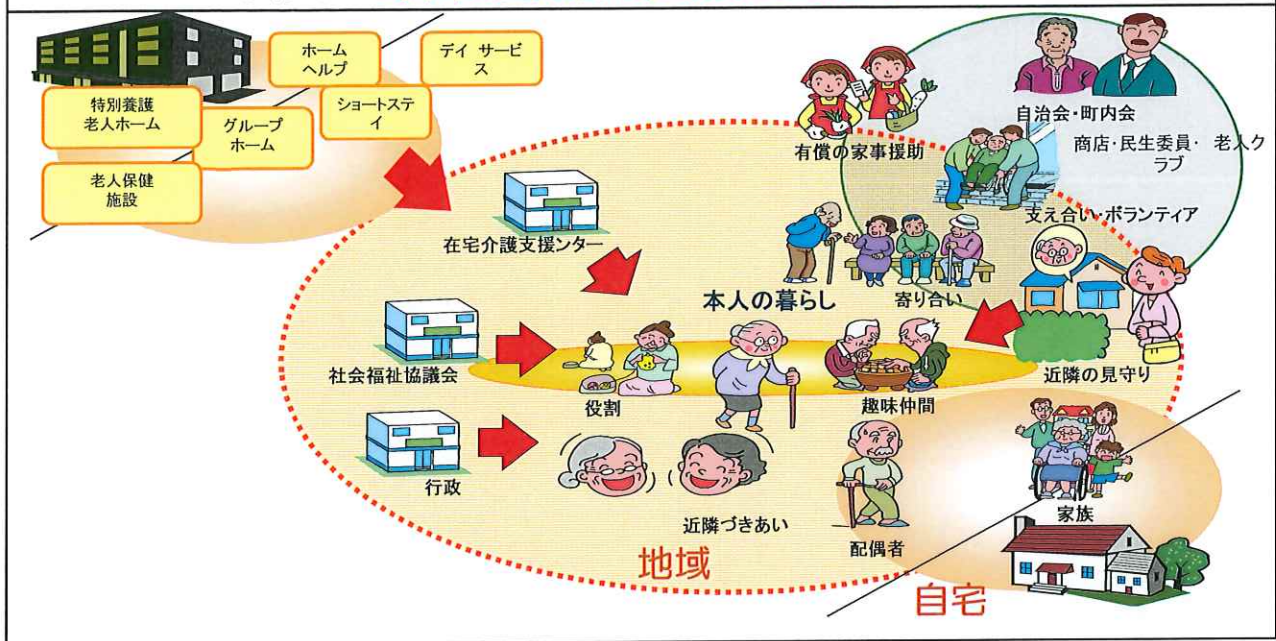 ホーム
ヘルプ
デイ サービ
ス
特別養護
老人ホーム
グループ
ホーム
ショートステ
イ
老人保健
施設
有償の家事援助
自治会・町内会
商店・民生委員・ 老人ク
ラブ
支え合い・ボランティア
在宅介護支援ンター
本人の暮らし
寄り合い
社会福祉協議会
役割
趣味仲間
近隣の見守り
行政
近隣づきあい
配偶者
家族
地域
自宅